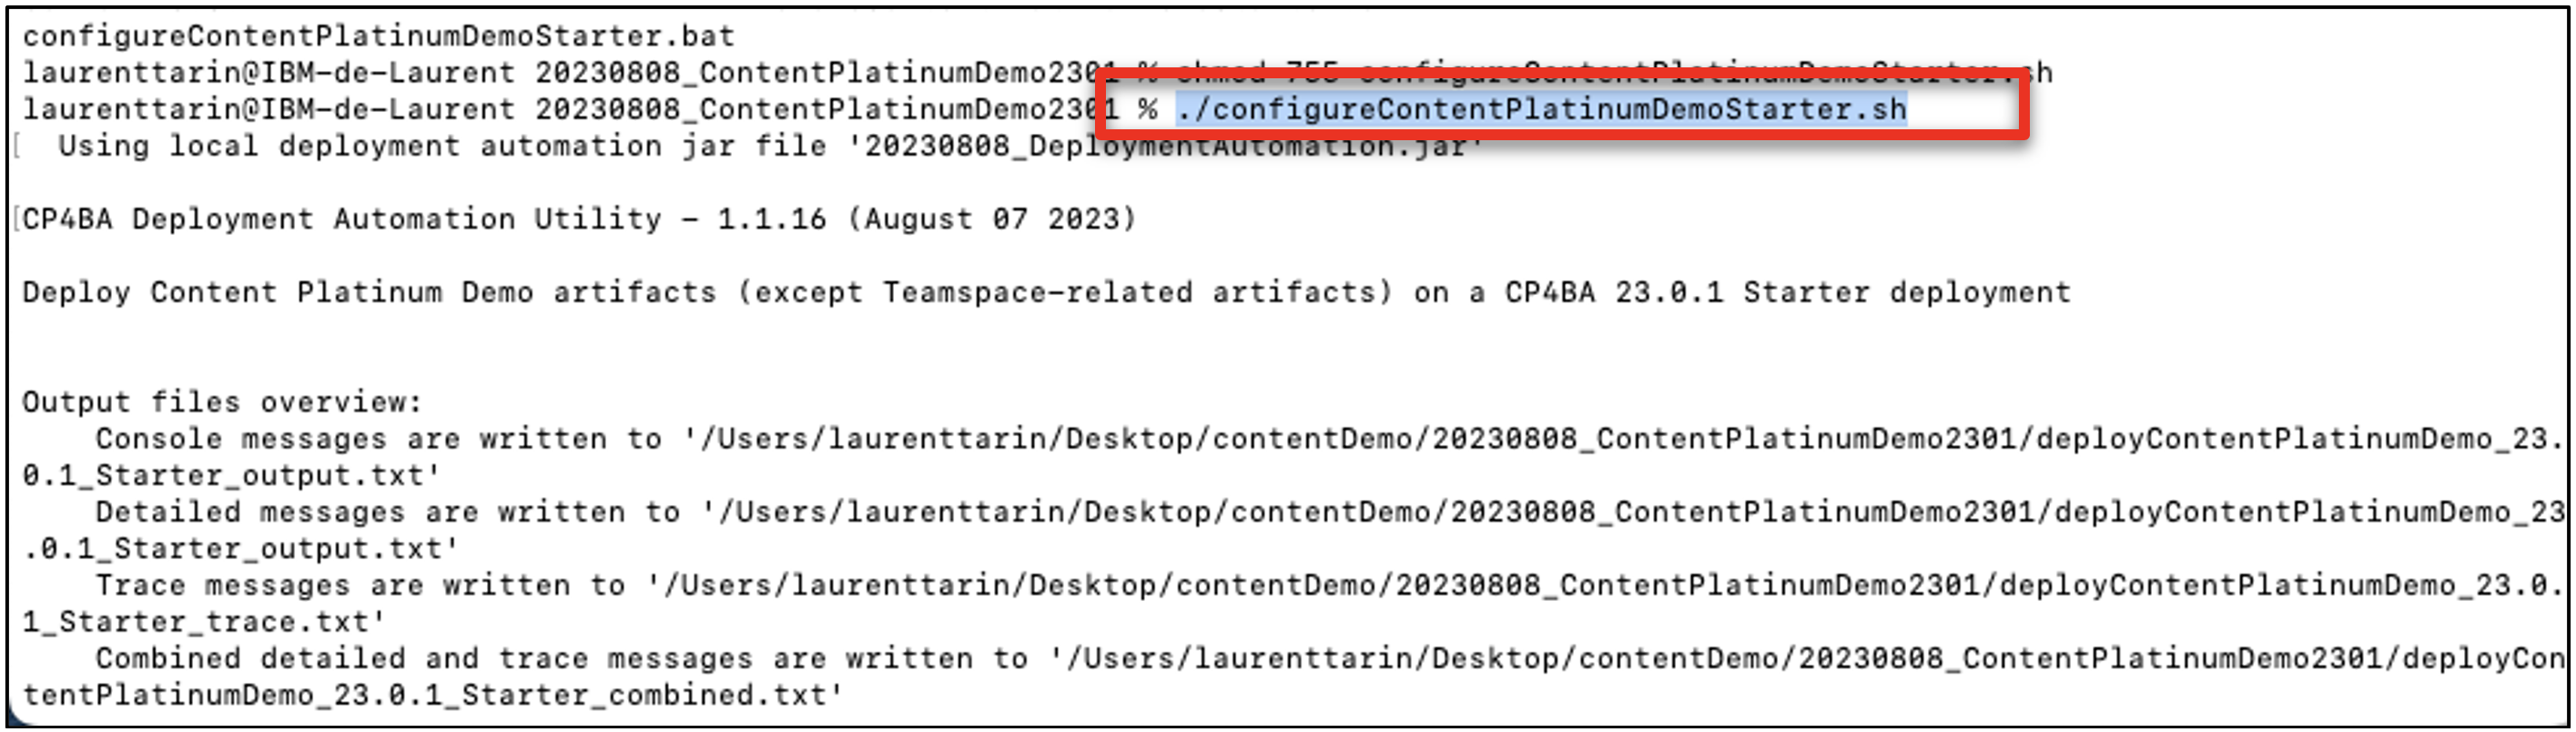 configureContentPlatinumDemoStarter.bat
laurenttarin@IBM-de-Laurent 20230808_ContentPlatinumDemo2301 % chmod 755 configureContentPlatinumDemoStarter.sh
laurenttarin@IBM-de-Laurent 20230808_ContentPlatinumDemo2301 % ./configureContentPlatinumDemoStarter.sh
[  Using local deployment automation jar file '20230808_DeploymentAutomation.jar'
[CP4BA Deployment Automation Utility – 1.1.16 (August 07 2023)
Deploy Content Platinum Demo artifacts (except Teamspace-related artifacts) on a CP4BA 23.0.1 Starter deployment
Output files overview:
    Console messages are written to '/Users/laurenttarin/Desktop/contentDemo/20230808_ContentPlatinumDemo2301/deployContentPlatinumDemo_23.
0.1_Starter_output.txt'
    Detailed messages are written to '/Users/laurenttarin/Desktop/contentDemo/20230808_ContentPlatinumDemo2301/deployContentPlatinumDemo_23
.0.1_Starter_output.txt'
    Trace messages are written to '/Users/laurenttarin/Desktop/contentDemo/20230808_ContentPlatinumDemo2301/deployContentPlatinumDemo_23.0.
1_Starter_trace.txt'
    Combined detailed and trace messages are written to '/Users/laurenttarin/Desktop/contentDemo/20230808_ContentPlatinumDemo2301/deployCon
tentPlatinumDemo_23.0.1_Starter_combined.txt'